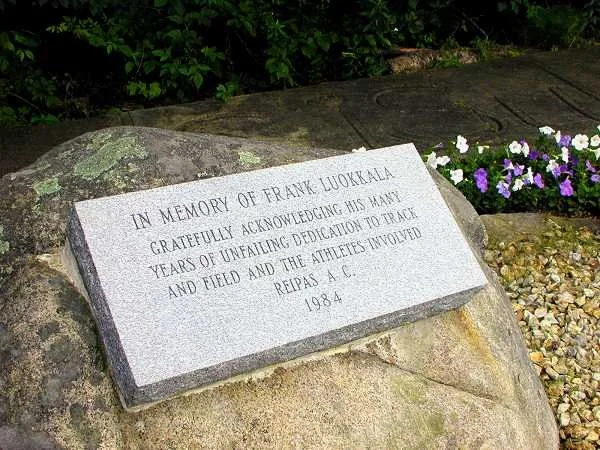 IN MEMORY OF FRANK LUOKKALA
GRATEFULLY ACKNOWLEDGING HIS MANY
YEARS OF UNFAILING DEDICATION TO TRACK
AND FIELD AND THE ATHLETES INVOLVED
REIPAS A. C.
1984